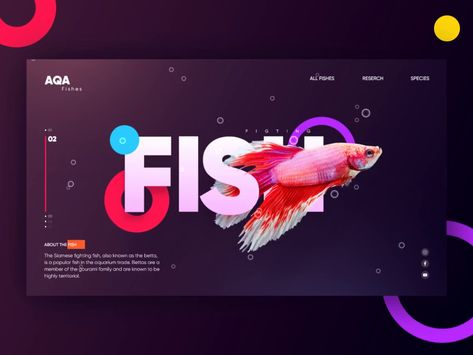 AQA
Fishes
ALL FISHES
RESERCH
SPECIES
02
FIGTING
FISH
ABOUT THE FISH
The Siamese fighting fish, also known as the betta,
is a popular fish in the aquarium trade. Bettas are a
member of the gourami family and are known to be
highly territorial.